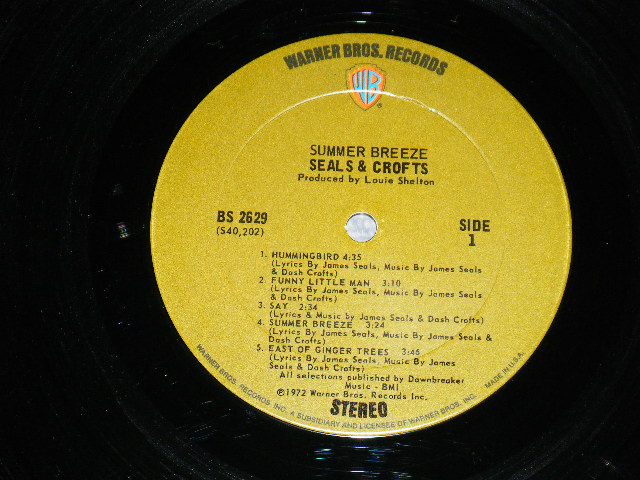 WARNER BROS. RECORDS
WB
®
SUMMER BREEZE
SEALS & CROFTS
Produced by Louie Shelton
BS 2629
(S40,202)
SIDE
1
1. HUMMINGBIRD 4:35
(Lyrics By James Seals, Music By James Seals
& Dash Crofts)
2. FUNNY LITTLE MAN 3:10
(Lyrics By James Seals, Music By James Seals
& Dash Crofts)
3. SAY 2:34
(Lyrics & Music by James Seals & Dash Crofts)
4. SUMMER BREEZE 3:24
(Lyrics By James Seals, Music By James Seals &
Dash Crofts)
5. EAST OF GINGER TREES 3:46
(Lyrics By James Seals, Music By James
Seals & Dash Crofts)
All selections published by Dawnbreaker
Music - BMI
℗1972 Warner Bros. Records Inc.
STEREO
WARNER BROS. RECORDS INC. A SUBSIDIARY AND LICENSEE OF WARNER BROS. INC. MADE IN U.S.A.